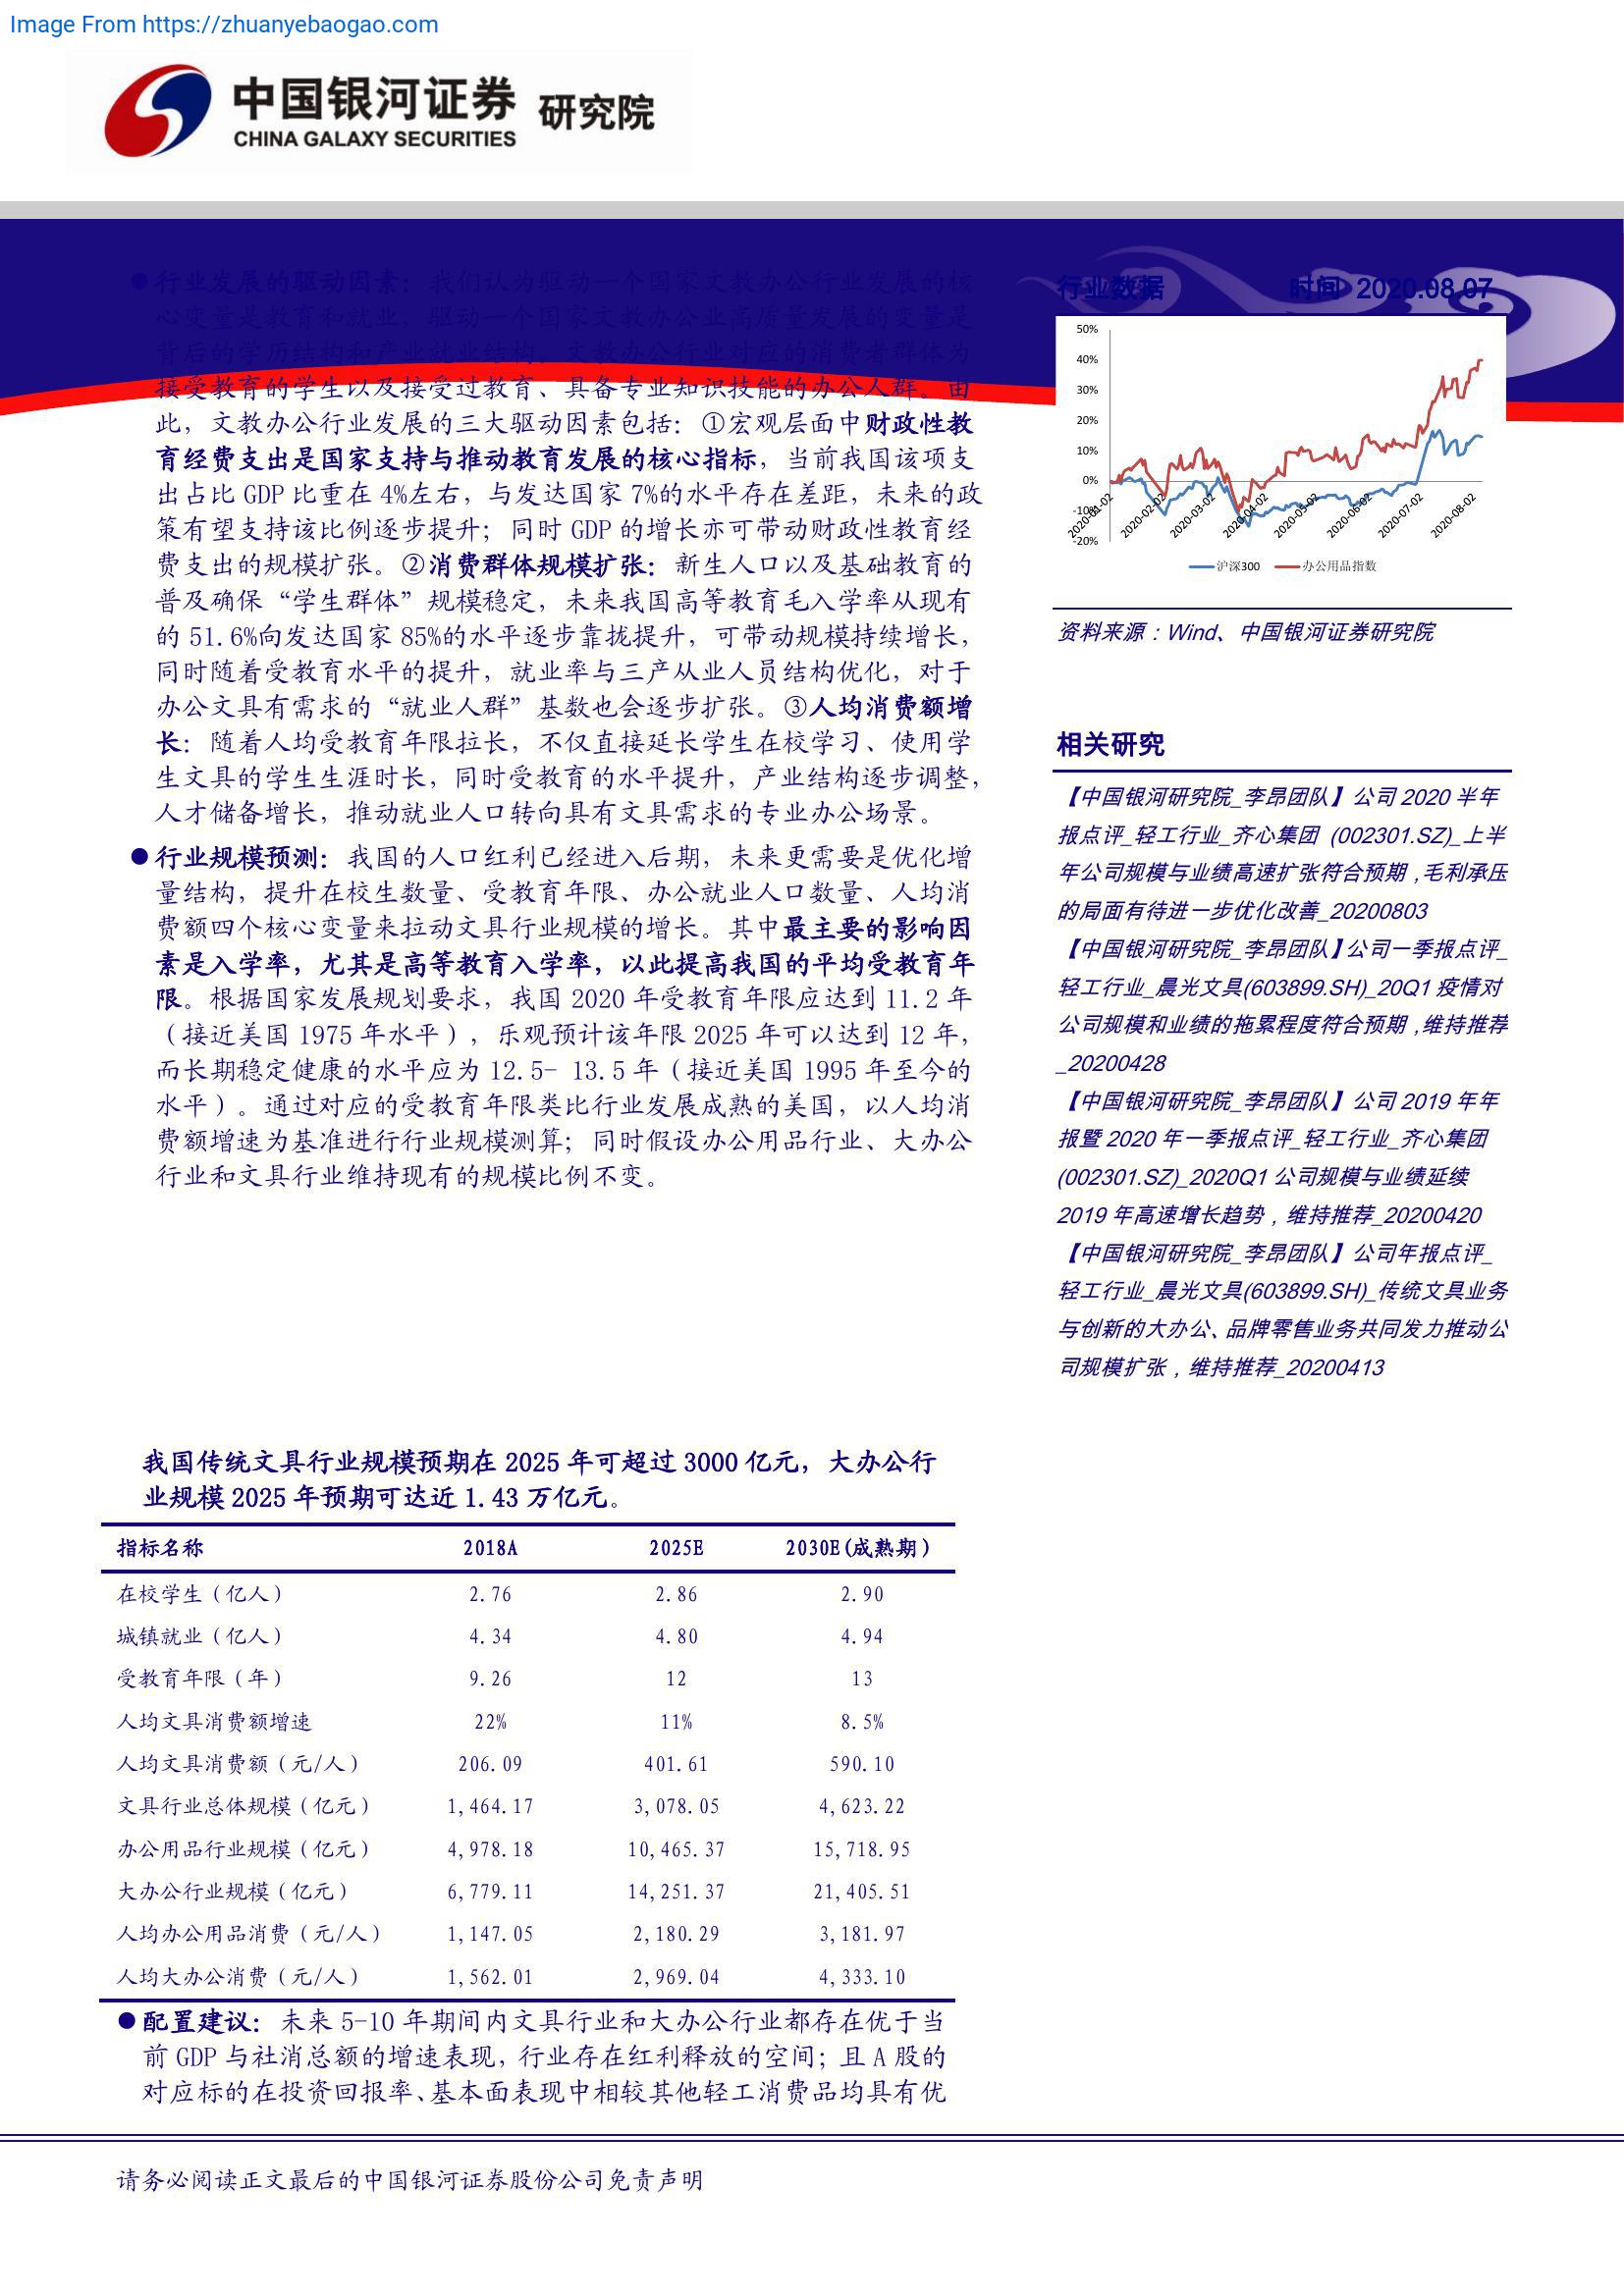 Image From https://zhuanyebaogao.com
中国银河证券 研究院
CHINA GALAXY SECURITIES
●行业发展的驱动因素：我们认为驱动一个国家文教办公行业发展的核
心变量是教育和就业，驱动一个国家文教办公业高质量发展的变量是
背后的学历结构和产业就业结构。文教办公行业对应的消费者群体为
接受教育的学生以及接受过教育、具备专业知识技能的办公人群。由
此，文教办公行业发展的三大驱动因素包括：①宏观层面中财政性教
育经费支出是国家支持与推动教育发展的核心指标，当前我国该项支
出占比 GDP 比重在 4%左右，与发达国家 7%的水平存在差距，未来的政
策有望支持该比例逐步提升；同时 GDP 的增长亦可带动财政性教育经
费支出的规模扩张。②消费群体规模扩张：新生人口以及基础教育的
普及确保“学生群体”规模稳定，未来我国高等教育毛入学率从现有
的 51.6%向发达国家 85%的水平逐步靠拢提升，可带动规模持续增长，
同时随着受教育水平的提升，就业率与三产从业人员结构优化，对于
办公文具有需求的“就业人群”基数也会逐步扩张。③人均消费额增
长：随着人均受教育年限拉长，不仅直接延长学生在校学习、使用学
生文具的学生生涯时长，同时受教育的水平提升，产业结构逐步调整，
人才储备增长，推动就业人口转向具有文具需求的专业办公场景。
●行业规模预测：我国的人口红利已经进入后期，未来更需要是优化增
量结构，提升在校生数量、受教育年限、办公就业人口数量、人均消
费额四个核心变量来拉动文具行业规模的增长。其中最主要的影响因
素是入学率，尤其是高等教育入学率，以此提高我国的平均受教育年
限。根据国家发展规划要求，我国 2020 年受教育年限应达到 11.2 年
（接近美国 1975 年水平），乐观预计该年限 2025 年可以达到 12 年，
而长期稳定健康的水平应为 12.5- 13.5 年（接近美国 1995 年至今的
水平）。通过对应的受教育年限类比行业发展成熟的美国，以人均消
费额增速为基准进行行业规模测算；同时假设办公用品行业、大办公
行业和文具行业维持现有的规模比例不变。
行业数据 时间 2020.08.07
50%
40%
30%
20%
10%
0%
-10%
-20%
2020-01-02 2020-02-02 2020-03-02 2020-04-02 2020-05-02 2020-06-02 2020-07-02 2020-08-02
沪深300 办公用品指数
资料来源：Wind、中国银河证券研究院
相关研究
【中国银河研究院_李昂团队】公司 2020 半年
报点评_轻工行业_齐心集团 (002301.SZ)_上半
年公司规模与业绩高速扩张符合预期，毛利承压
的局面有待进一步优化改善_20200803
【中国银河研究院_李昂团队】公司一季报点评_
轻工行业_晨光文具(603899.SH)_20Q1 疫情对
公司规模和业绩的拖累程度符合预期，维持推荐
_20200428
【中国银河研究院_李昂团队】公司 2019 年年
报暨 2020 年一季报点评_轻工行业_齐心集团
(002301.SZ)_2020Q1 公司规模与业绩延续
2019 年高速增长趋势，维持推荐_20200420
【中国银河研究院_李昂团队】公司年报点评_
轻工行业_晨光文具(603899.SH)_传统文具业务
与创新的大办公、品牌零售业务共同发力推动公
司规模扩张，维持推荐_20200413
我国传统文具行业规模预期在 2025 年可超过 3000 亿元，大办公行
业规模 2025 年预期可达近 1.43 万亿元。
指标名称 2018A 2025E 2030E(成熟期)
在校学生（亿人） 2.76 2.86 2.90
城镇就业（亿人） 4.34 4.80 4.94
受教育年限（年） 9.26 12 13
人均文具消费额增速 22% 11% 8.5%
人均文具消费额（元/人） 206.09 401.61 590.10
文具行业总体规模（亿元） 1,464.17 3,078.05 4,623.22
办公用品行业规模（亿元） 4,978.18 10,465.37 15,718.95
大办公行业规模（亿元） 6,779.11 14,251.37 21,405.51
人均办公用品消费（元/人） 1,147.05 2,180.29 3,181.97
人均大办公消费（元/人） 1,562.01 2,969.04 4,333.10
●配置建议：未来 5-10 年期间内文具行业和大办公行业都存在优于当
前 GDP 与社消总额的增速表现，行业存在红利释放的空间；且 A 股的
对应标的在投资回报率、基本面表现中相较其他轻工消费品均具有优
请务必阅读正文最后的中国银河证券股份公司免责声明